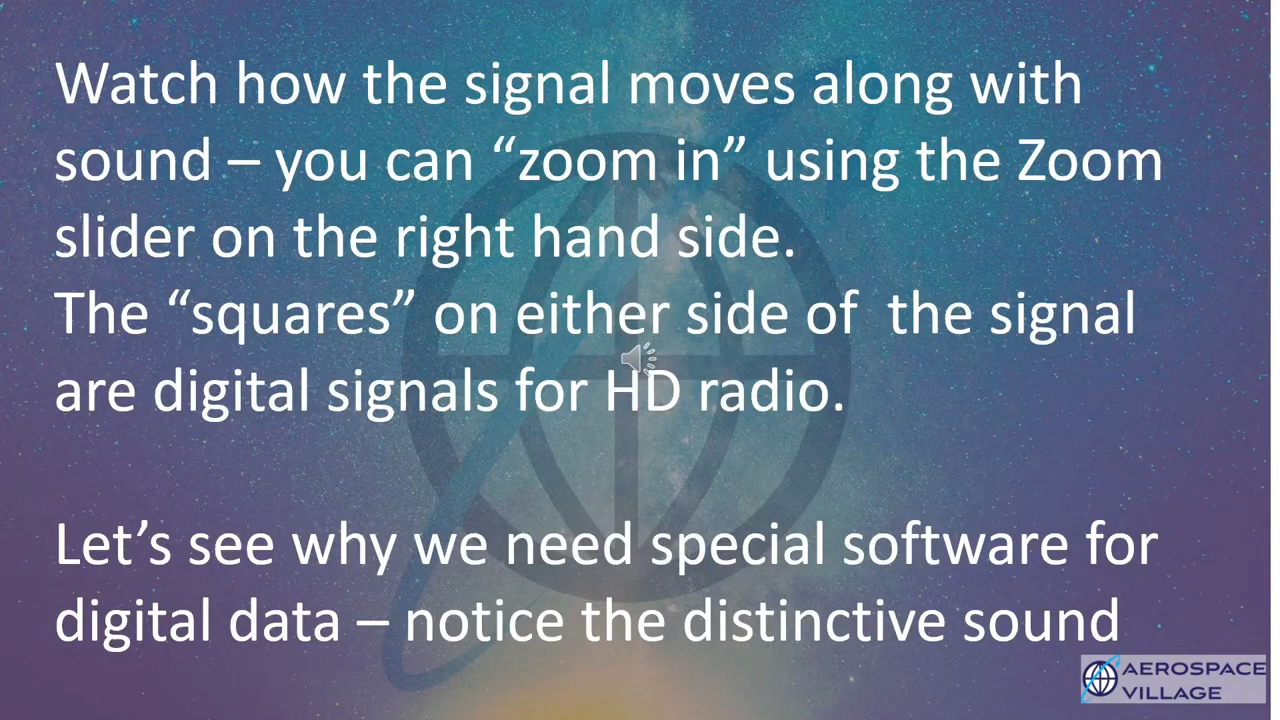 Watch how the signal moves along with
sound – you can “zoom in” using the Zoom
slider on the right hand side.
The “squares” on either side of  the signal
are digital signals for HD radio.
Let’s see why we need special software for
digital data – notice the distinctive sound
AEROSPACE
VILLAGE